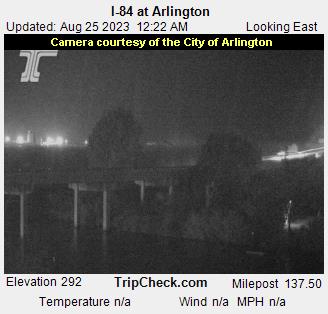 I-84 at Arlington
Updated: Aug 25 2023 12:22 AM Looking East
Camera courtesy of the City of Arlington
Elevation 292 TripCheck.com Milepost 137.50
Temperature n/a Wind n/a MPH n/a